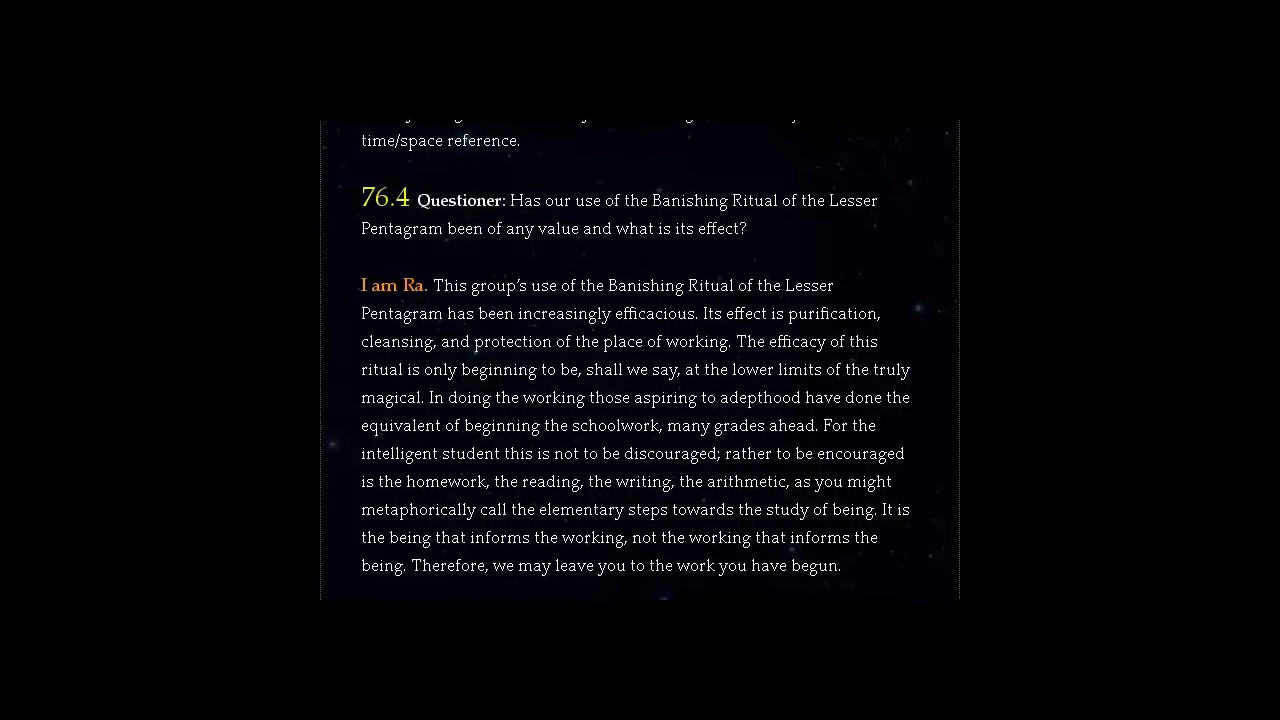 time/space reference.
76.4 Questioner: Has our use of the Banishing Ritual of the Lesser
Pentagram been of any value and what is its effect?
I am Ra. This group’s use of the Banishing Ritual of the Lesser
Pentagram has been increasingly efficacious. Its effect is purification,
cleansing, and protection of the place of working. The efficacy of this
ritual is only beginning to be, shall we say, at the lower limits of the truly
magical. In doing the working those aspiring to adepthood have done the
equivalent of beginning the schoolwork, many grades ahead. For the
intelligent student this is not to be discouraged; rather to be encouraged
is the homework, the reading, the writing, the arithmetic, as you might
metaphorically call the elementary steps towards the study of being. It is
the being that informs the working, not the working that informs the
being. Therefore, we may leave you to the work you have begun.